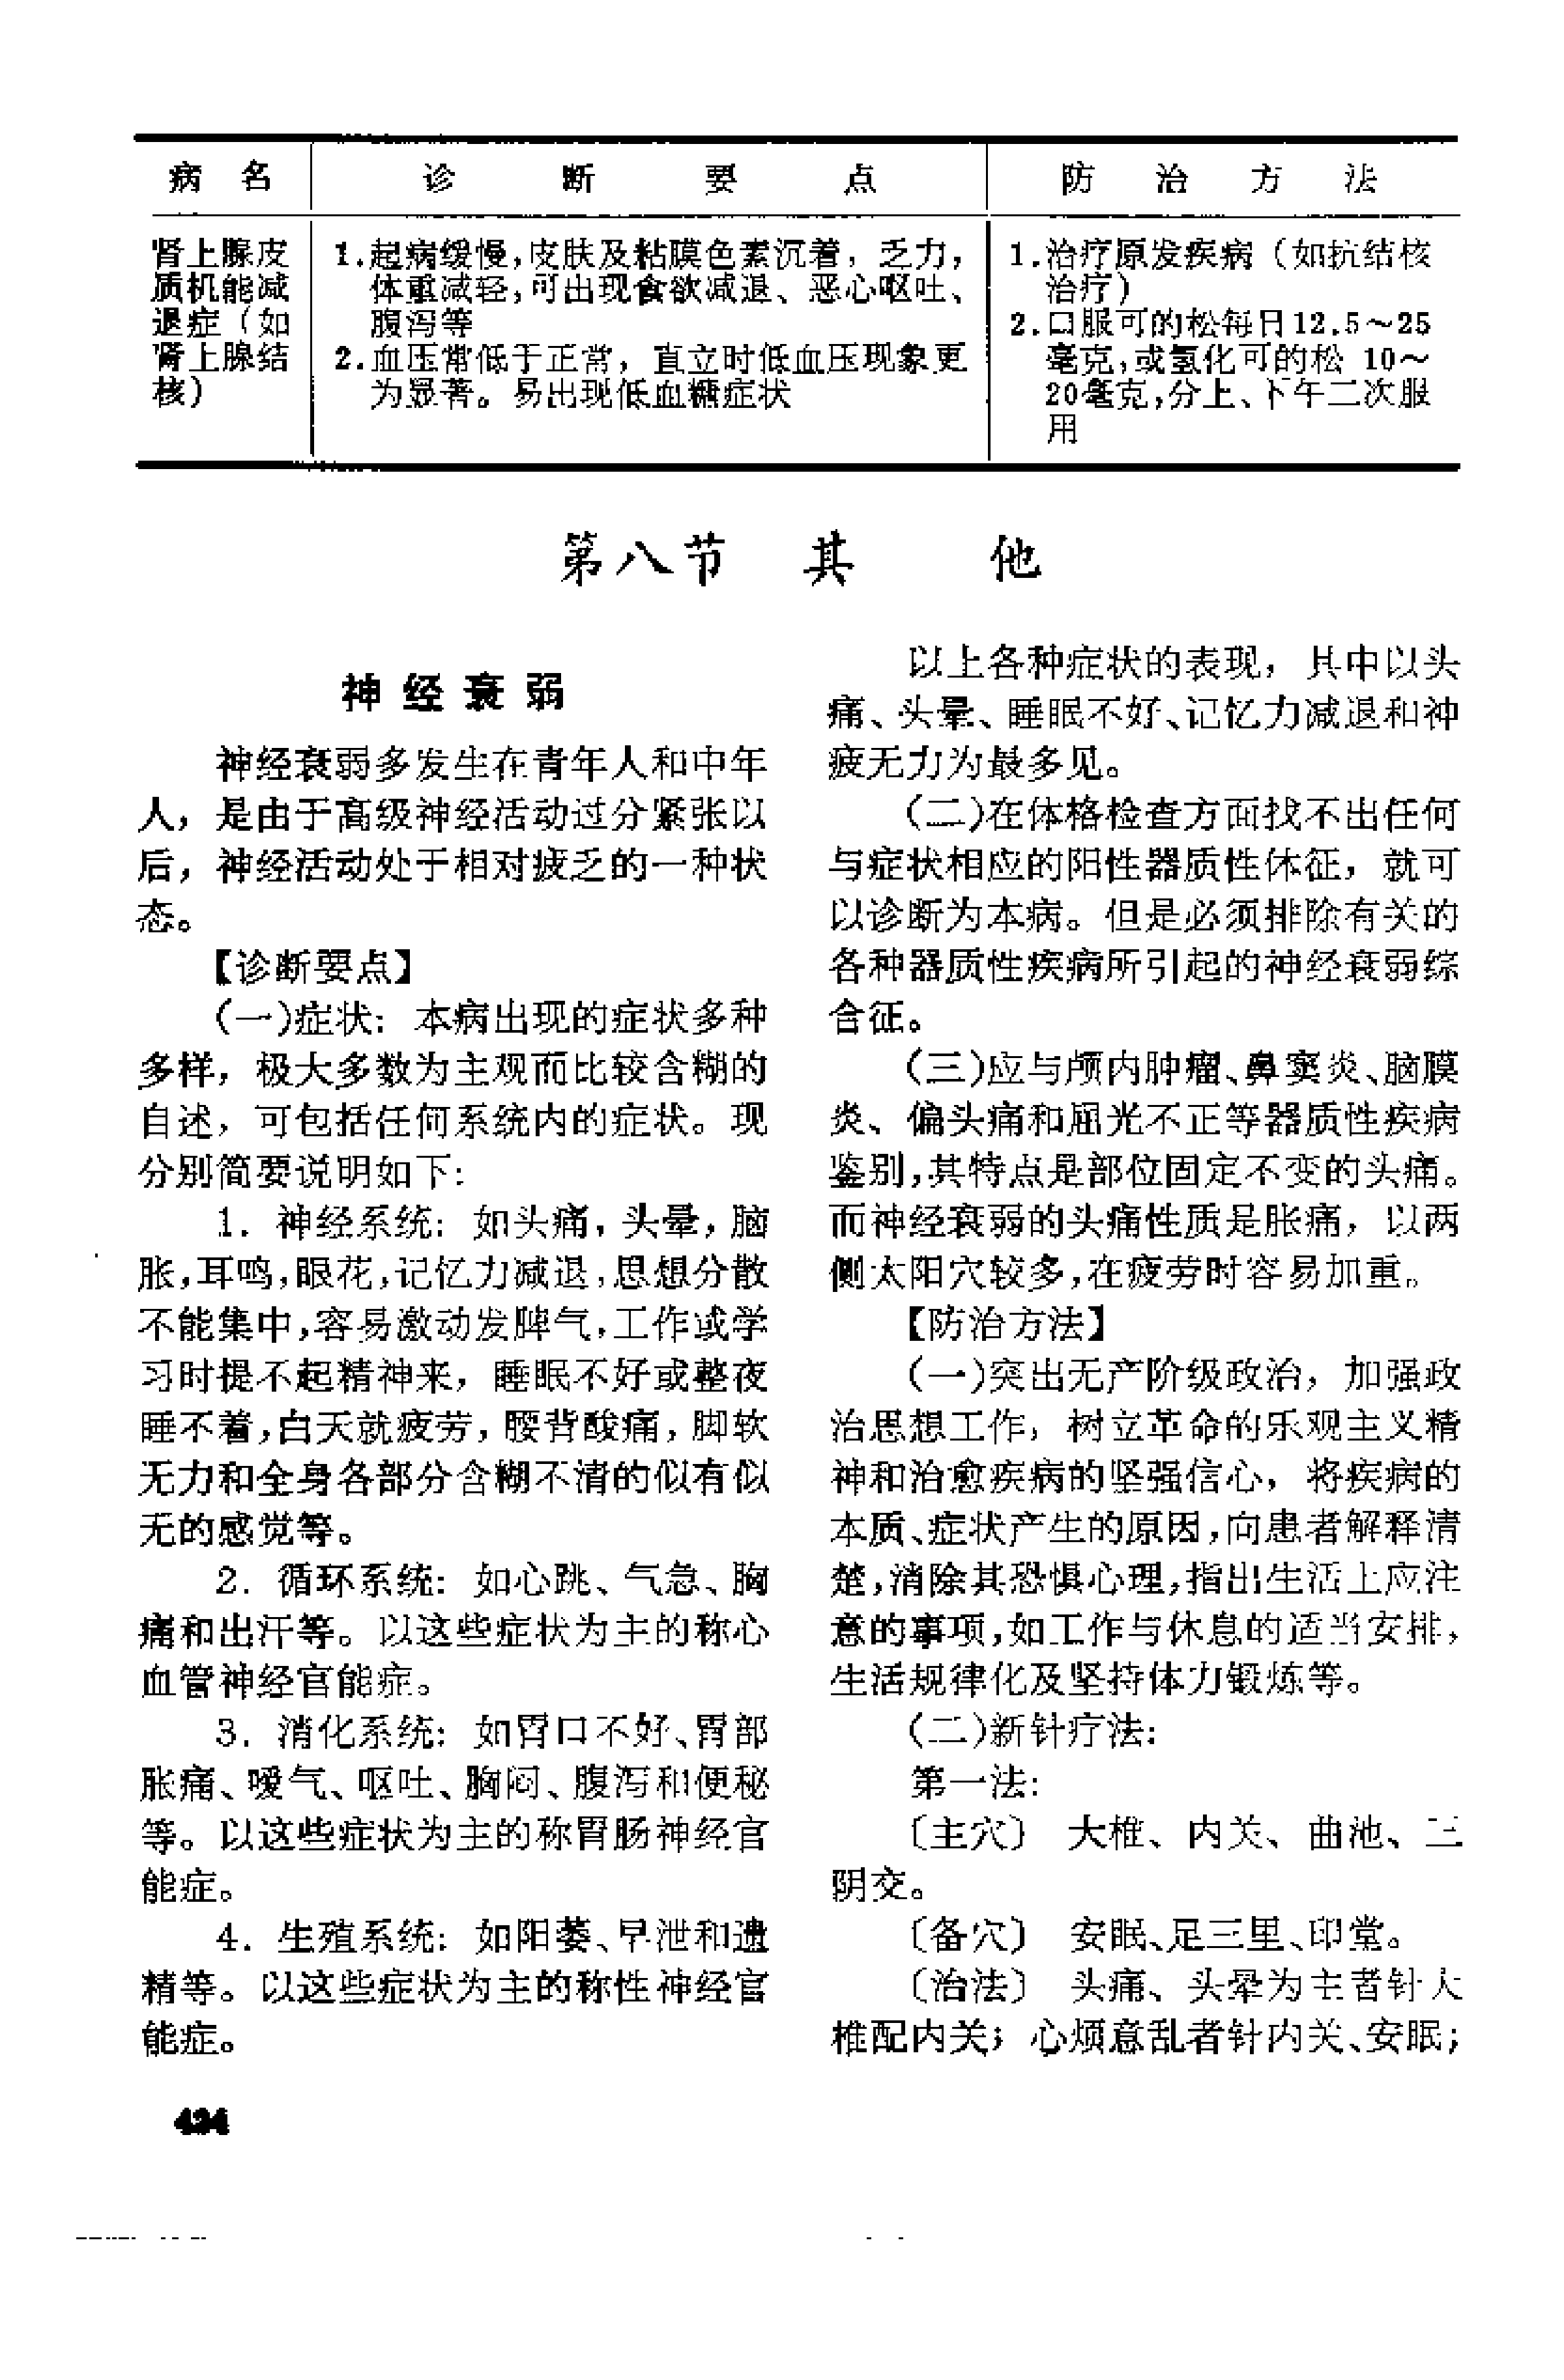 病 名
诊 断 要 点
防 治 方 法
肾上腺皮
质机能减
退症（如
肾上腺结
核）
1.起病缓慢,皮肤及粘膜色素沉着，乏力，
体重减轻,可出现食欲减退、恶心呕吐、
腹泻等
2.血压常低于正常，直立时低血压现象更
为显著。易出现低血糖症状
1.治疗原发疾病（如抗结核
治疗）
2.口服可的松每日12.5～25
毫克,或氢化可的松 10～
20毫克,分上、下午二次服
用
第八节 其 他
神 经 衰 弱
神经衰弱多发生在青年人和中年
人，是由于高级神经活动过分紧张以
后，神经活动处于相对疲乏的一种状
态。
【诊断要点】
(一)症状: 本病出现的症状多种
多样，极大多数为主观而比较含糊的
自述，可包括任何系统内的症状。现
分别简要说明如下:
1. 神经系统: 如头痛，头晕，脑
胀,耳鸣,眼花,记忆力减退,思想分散
不能集中,容易激动发脾气,工作或学
习时提不起精神来，睡眠不好或整夜
睡不着,白天就疲劳，腰背酸痛，脚软
无力和全身各部分含糊不清的似有似
无的感觉等。
2. 循环系统: 如心跳、气急、胸
痛和出汗等。以这些症状为主的称心
血管神经官能症。
3. 消化系统: 如胃口不好、胃部
胀痛、嗳气、呕吐、胸闷、腹泻和便秘
等。以这些症状为主的称胃肠神经官
能症。
4. 生殖系统: 如阳萎、早泄和遗
精等。以这些症状为主的称性神经官
能症。
以上各种症状的表现，其中以头
痛、头晕、睡眠不好、记忆力减退和神
疲无力为最多见。
(二)在体格检查方面找不出任何
与症状相应的阳性器质性体征，就可
以诊断为本病。但是必须排除有关的
各种器质性疾病所引起的神经衰弱综
合征。
(三)应与颅内肿瘤、鼻窦炎、脑膜
炎、偏头痛和屈光不正等器质性疾病
鉴别,其特点是部位固定不变的头痛。
而神经衰弱的头痛性质是胀痛，以两
侧太阳穴较多,在疲劳时容易加重。
【防治方法】
(一)突出无产阶级政治，加强政
治思想工作，树立革命的乐观主义精
神和治愈疾病的坚强信心，将疾病的
本质、症状产生的原因,向患者解释清
楚,消除其恐惧心理,指出生活上应注
意的事项,如工作与休息的适当安排，
生活规律化及坚持体力锻炼等。
(二)新针疗法:
第一法:
〔主穴〕 大椎、内关、曲池、三
阴交。
〔备穴〕 安眠、足三里、印堂。
〔治法〕 头痛、头晕为主者针大
椎配内关；心烦意乱者针内关、安眠；
434